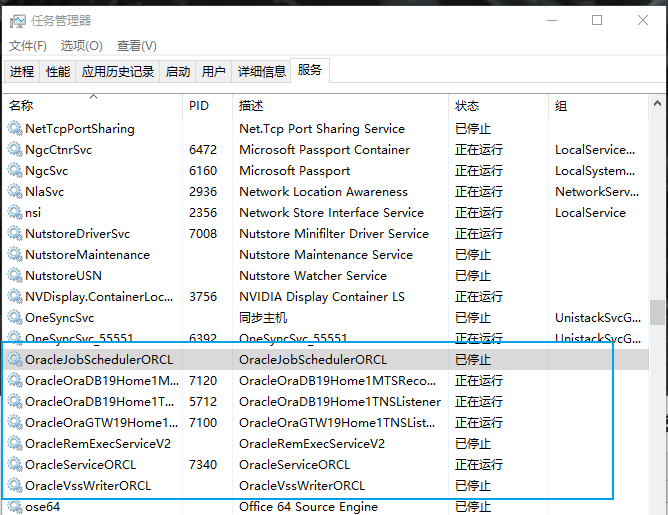 任务管理器
文件(F) 选项(O) 查看(V)
进程 性能 应用历史记录 启动 用户 详细信息 服务
名称 PID 描述 状态 组
NetTcpPortSharing Net.Tcp Port Sharing Service 已停止
NgcCtnrSvc 6472 Microsoft Passport Container 正在运行 LocalService...
NgcSvc 6160 Microsoft Passport 正在运行 LocalSystem...
NlaSvc 2936 Network Location Awareness 正在运行 NetworkServ...
nsi 2356 Network Store Interface Service 正在运行 LocalService
NutstoreDriverSvc 7008 Nutstore Minifilter Driver Service 正在运行
NutstoreMaintenance Nutstore Maintenance Service 已停止
NutstoreUSN Nutstore Watcher Service 已停止
NVDisplay.ContainerLoc... 3756 NVIDIA Display Container LS 正在运行
OneSyncSvc 同步主机 已停止 UnistackSvcG...
OneSyncSvc_55551 6392 OneSyncSvc_55551 正在运行 UnistackSvcG...
OracleJobSchedulerORCL OracleJobSchedulerORCL 已停止
OracleOraDB19Home1M... 7120 OracleOraDB19Home1MTSReco... 正在运行
OracleOraDB19Home1T... 5712 OracleOraDB19Home1TNSListener 正在运行
OracleOraGTW19Home1... 7100 OracleOraGTW19Home1TNSList... 正在运行
OracleRemExecServiceV2 OracleRemExecServiceV2 已停止
OracleServiceORCL 7340 OracleServiceORCL 正在运行
OracleVssWriterORCL OracleVssWriterORCL 已停止
ose64 Office 64 Source Engine 已停止